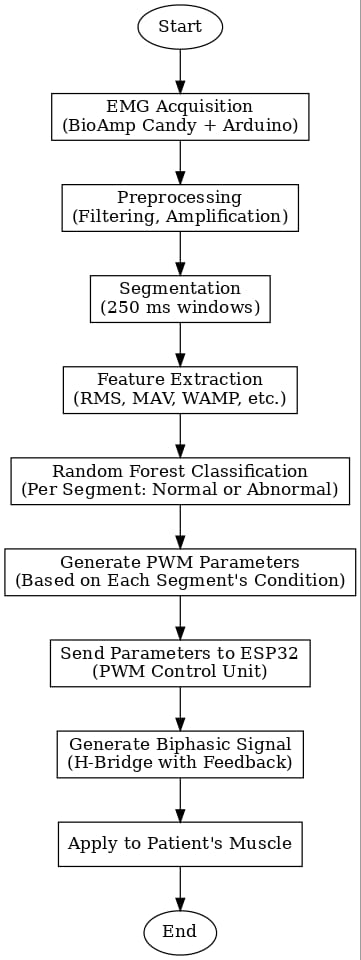 Start
EMG Acquisition
(BioAmp Candy + Arduino)
Preprocessing
(Filtering, Amplification)
Segmentation
(250 ms windows)
Feature Extraction
(RMS, MAV, WAMP, etc.)
Random Forest Classification
(Per Segment: Normal or Abnormal)
Generate PWM Parameters
(Based on Each Segment's Condition)
Send Parameters to ESP32
(PWM Control Unit)
Generate Biphasic Signal
(H-Bridge with Feedback)
Apply to Patient's Muscle
End